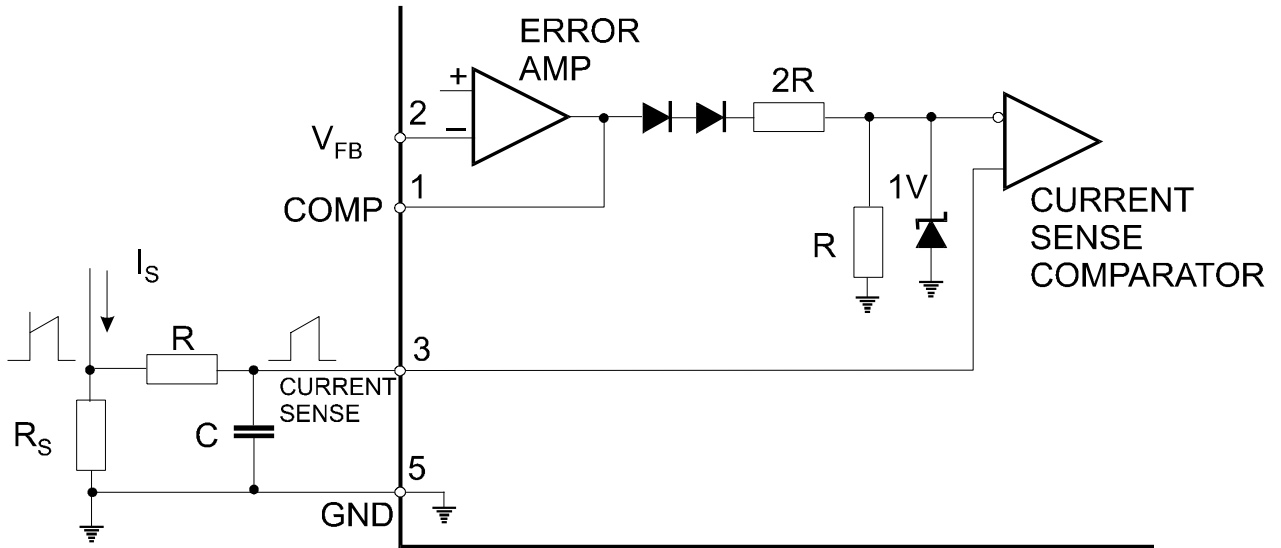 ERROR
AMP
2R
2
+
−
V_FB
1
COMP
1V
CURRENT
SENSE
COMPARATOR
R
I_S
R
3
CURRENT
SENSE
R_S
C
5
GND